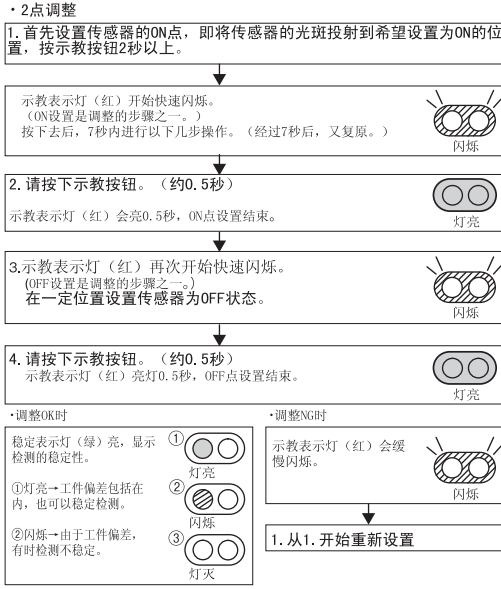 ・2点调整
1.首先设置传感器的ON点，即将传感器的光斑投射到希望设置为ON的位
置，按示教按钮2秒以上。
示教表示灯（红）开始快速闪烁。
（ON设置是调整的步骤之一。）
按下去后，7秒内进行以下几步操作。（经过7秒后，又复原。）
闪烁
2.请按下示教按钮。（约0.5秒）
示教表示灯（红）会亮0.5秒，ON点设置结束。
灯亮
3.示教表示灯（红）再次开始快速闪烁。
(OFF设置是调整的步骤之一。)
在一定位置设置传感器为OFF状态。
闪烁
4.请按下示教按钮。（约0.5秒）
示教表示灯（红）亮灯0.5秒，OFF点设置结束。
灯亮
·调整OK时
稳定表示灯（绿）亮，显示
检测的稳定性。
①灯亮→工件偏差包括在
内，也可以稳定检测。
②闪烁→由于工件偏差，
有时检测不稳定。
①
灯亮
②
闪烁
③
灯灭
·调整NG时
示教表示灯（红）会缓
慢闪烁。
闪烁
1.从1.开始重新设置